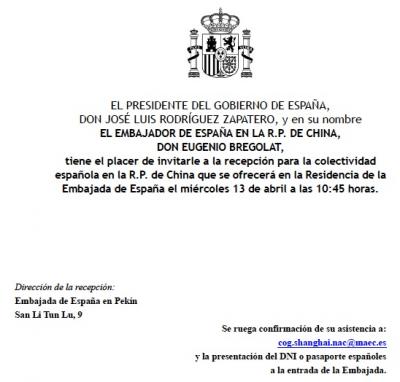 EL PRESIDENTE DEL GOBIERNO DE ESPAÑA,
DON JOSÉ LUIS RODRÍGUEZ ZAPATERO, y en su nombre
EL EMBAJADOR DE ESPAÑA EN LA R.P. DE CHINA,
DON EUGENIO BREGOLAT,
tiene el placer de invitarle a la recepción para la colectividad
española en la R.P. de China que se ofrecerá en la Residencia de la
Embajada de España el miércoles 13 de abril a las 10:45 horas.
Dirección de la recepción:
Embajada de España en Pekín
San Li Tun Lu, 9
Se ruega confirmación de su asistencia a:
cog.shanghai.nac@maec.es
y la presentación del DNI o pasaporte españoles
a la entrada de la Embajada.